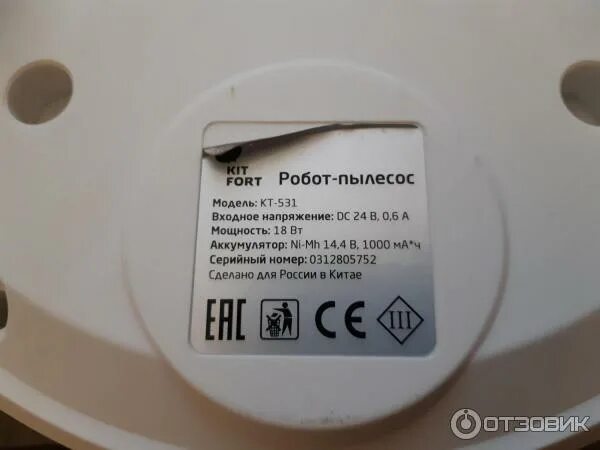 KIT
FORT
Робот-пылесос
Модель: KT-531
Входное напряжение: DC 24 В, 0,6 А
Мощность: 18 Вт
Аккумулятор: Ni-Mh 14,4 В, 1000 мА*ч
Серийный номер: 0312805752
Сделано для России в Китае
EAC
CE
III
ОТЗОВИК